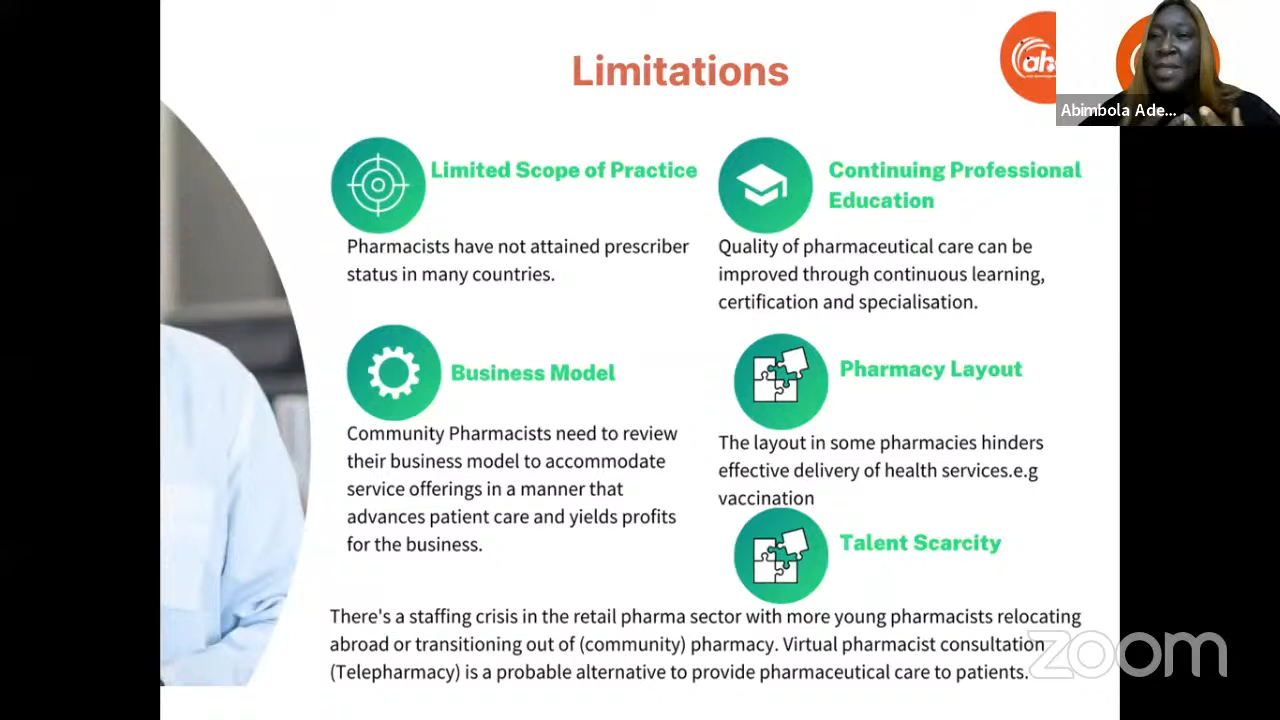 Limitations
ah
Abimbola Ade...
Limited Scope of Practice
Pharmacists have not attained prescriber
status in many countries.
Continuing Professional
Education
Quality of pharmaceutical care can be
improved through continuous learning,
certification and specialisation.
Business Model
Community Pharmacists need to review
their business model to accommodate
service offerings in a manner that
advances patient care and yields profits
for the business.
Pharmacy Layout
The layout in some pharmacies hinders
effective delivery of health services.e.g
vaccination
Talent Scarcity
There's a staffing crisis in the retail pharma sector with more young pharmacists relocating
abroad or transitioning out of (community) pharmacy. Virtual pharmacist consultation
(Telepharmacy) is a probable alternative to provide pharmaceutical care to patients.
zoom